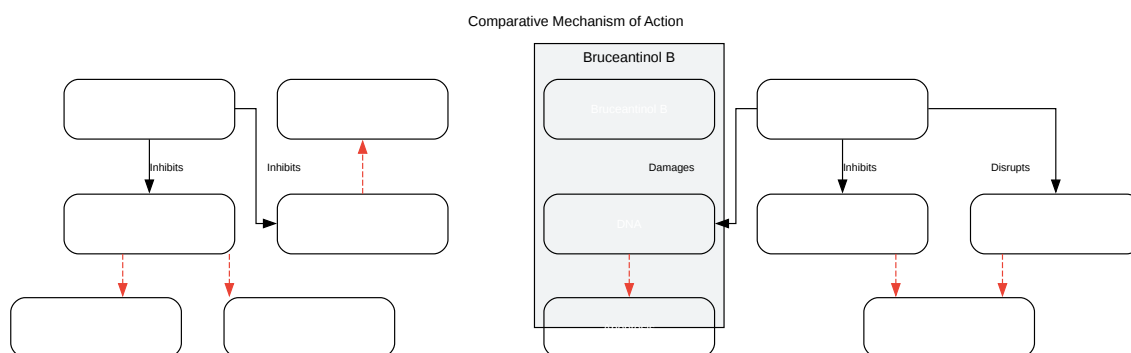 Comparative Mechanism of Action
Bruceantinol B
Bruceantinol B
Inhibits
Inhibits
Damages
Inhibits
Disrupts
DNA